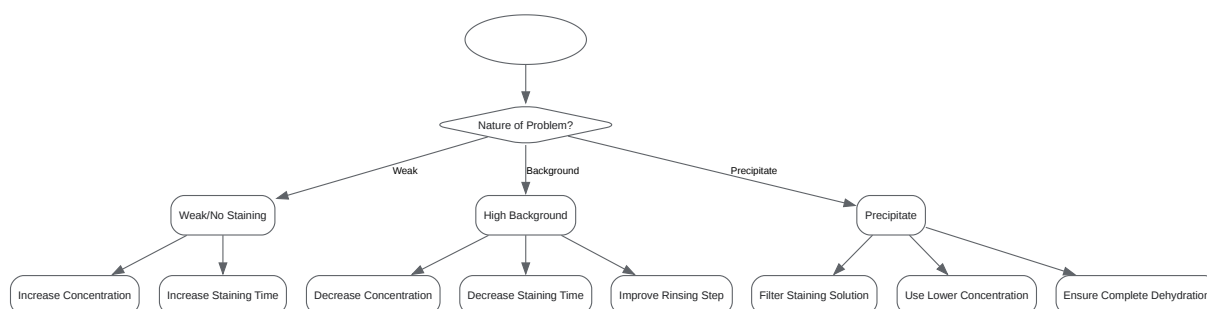 Nature of Problem?
Weak
Background
Precipitate
Weak/No Staining
High Background
Precipitate
Increase Concentration
Increase Staining Time
Decrease Concentration
Decrease Staining Time
Improve Rinsing Step
Filter Staining Solution
Use Lower Concentration
Ensure Complete Dehydration